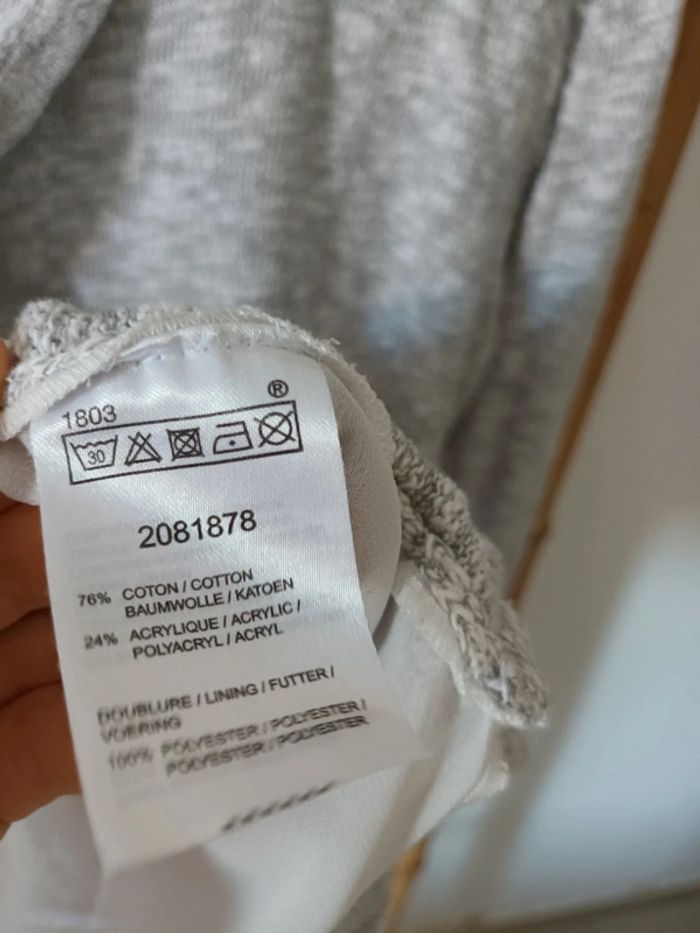 ®
1803
30
2081878
76% COTON / COTTON
BAUMWOLLE / KATOEN
24% ACRYLIQUE / ACRYLIC /
POLYACRYL / ACRYL
DOUBLURE / LINING / FUTTER /
VOERING
100% POLYESTER / POLYESTER /
POLYESTER / POLYESTER